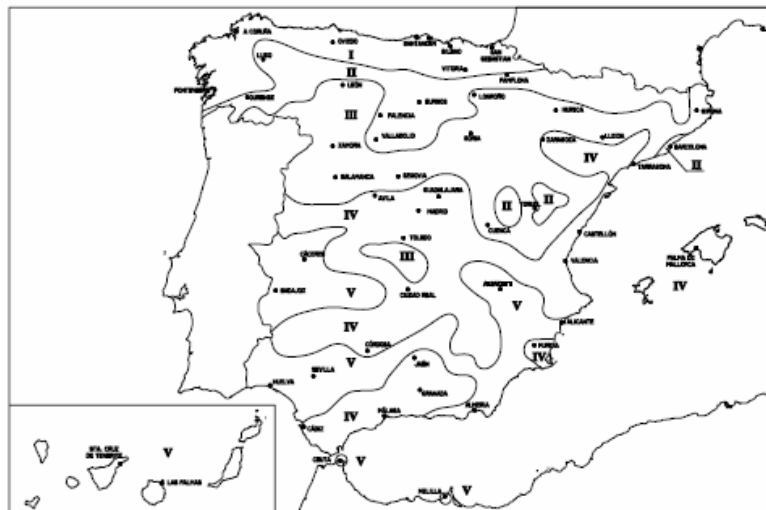 A CORUÑA
OVIEDO
SANTANDER
BILBAO
SAN
SEBASTIÁN
LUGO
I
VITORIA
II
PAMPLONA
PONTEVEDRA
OURENSE
LEÓN
BURGOS
LOGROÑO
HUESCA
GIRONA
III
PALENCIA
VALLADOLID
SORIA
ZARAGOZA
LLEIDA
BARCELONA
ZAMORA
IV
TARRAGONA
II
SALAMANCA
SEGOVIA
ÁVILA
GUADALAJARA
IV
MADRID
II
TERUEL
II
CUENCA
CASTELLÓN
TOLEDO
CÁCERES
III
VALENCIA
PALMA DE
MALLORCA
IV
BADAJOZ
V
CIUDAD REAL
ALBACETE
V
IV
ALICANTE
CÓRDOBA
MURCIA
V
JAÉN
IV
SEVILLA
HUELVA
GRANADA
IV
MÁLAGA
ALMERÍA
CÁDIZ
STA. CRUZ
DE TENERIFE
V
LAS PALMAS
CEUTA
V
MELILLA
V